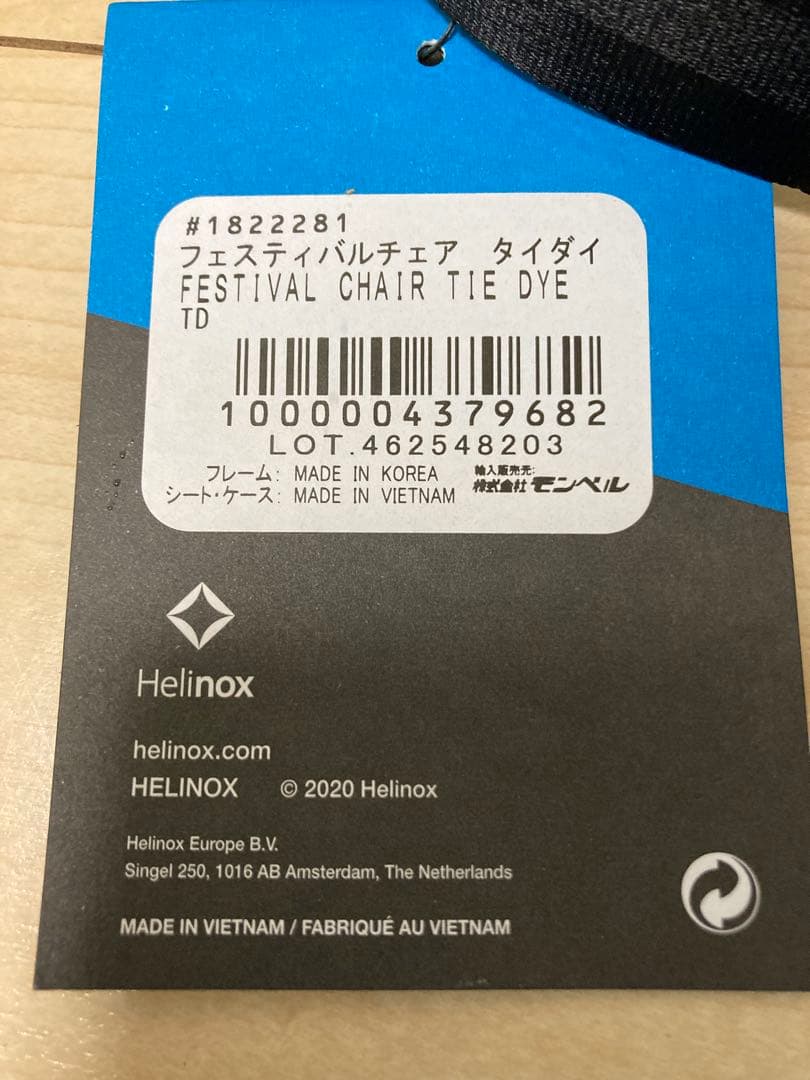 #1822281
フェスティバルチェア タイダイ
FESTIVAL CHAIR TIE DYE
TD
1000004379682
LOT.462548203
フレーム: MADE IN KOREA
シート・ケース: MADE IN VIETNAM
輸入販売元:
株式会社 モンベル
Helinox
helinox.com
HELINOX © 2020 Helinox
Helinox Europe B.V.
Singel 250, 1016 AB Amsterdam, The Netherlands
MADE IN VIETNAM / FABRIQUÉ AU VIETNAM